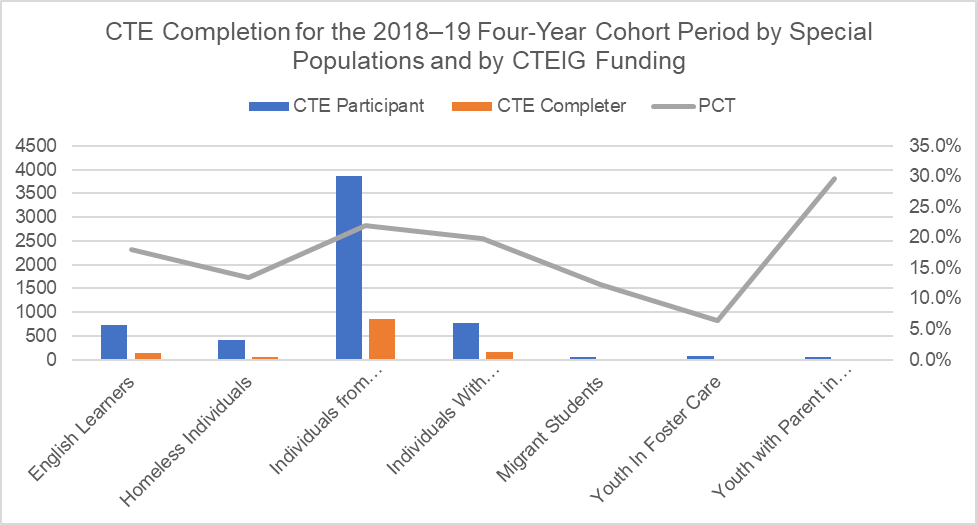 CTE Completion for the 2018–19 Four-Year Cohort Period by Special
Populations and by CTEIG Funding
CTE Participant CTE Completer PCT
4500 35.0%
4000 30.0%
3500 25.0%
3000 20.0%
2500 15.0%
2000 10.0%
1500 5.0%
1000 0.0%
500
0
English Learners
Homeless Individuals
Individuals from…
Individuals With…
Migrant Students
Youth In Foster Care
Youth with Parent in…